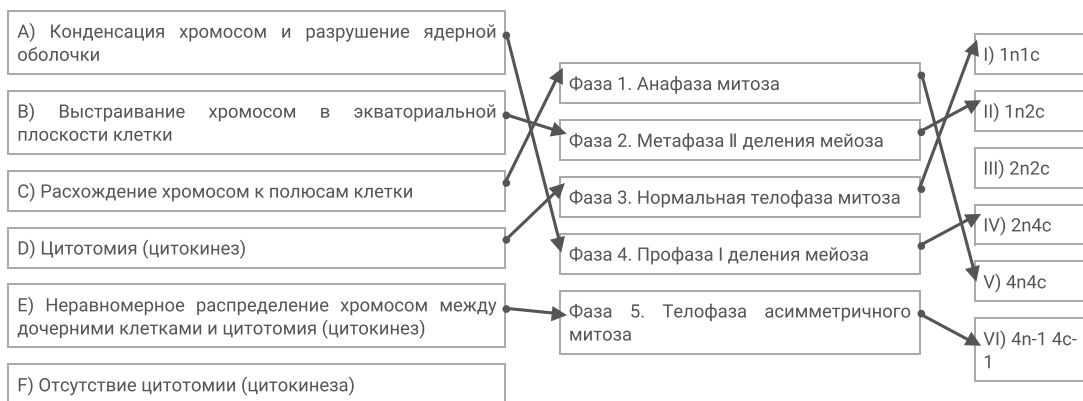 A) Конденсация хромосом и разрушение ядерной
оболочки
B) Выстраивание хромосом в экваториальной
плоскости клетки
C) Расхождение хромосом к полюсам клетки
D) Цитотомия (цитокинез)
E) Неравномерное распределение хромосом между
дочерними клетками и цитотомия (цитокинез)
F) Отсутствие цитотомии (цитокинеза)
Фаза 1. Анафаза митоза
Фаза 2. Метафаза II деления мейоза
Фаза 3. Нормальная телофаза митоза
Фаза 4. Профаза I деления мейоза
Фаза 5. Телофаза асимметричного
митоза
I) 1n1c
II) 1n2c
III) 2n2c
IV) 2n4c
V) 4n4c
VI) 4n-1 4c-
1